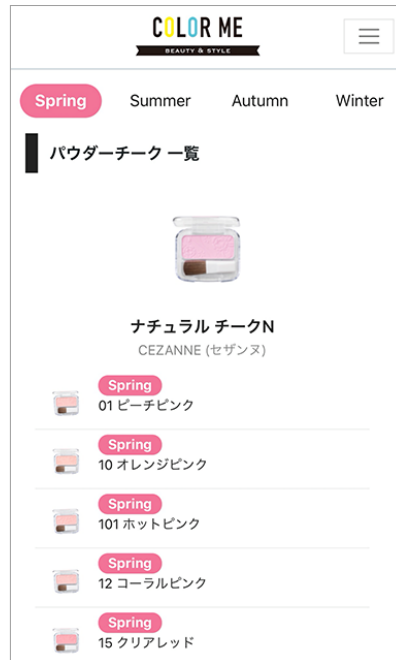 COLOR ME
BEAUTY & STYLE
Spring Summer Autumn Winter
パウダーチーク 一覧
ナチュラル チークN
CEZANNE (セザンヌ)
Spring
01 ピーチピンク
Spring
10 オレンジピンク
Spring
101 ホットピンク
Spring
12 コーラルピンク
Spring
15 クリアレッド